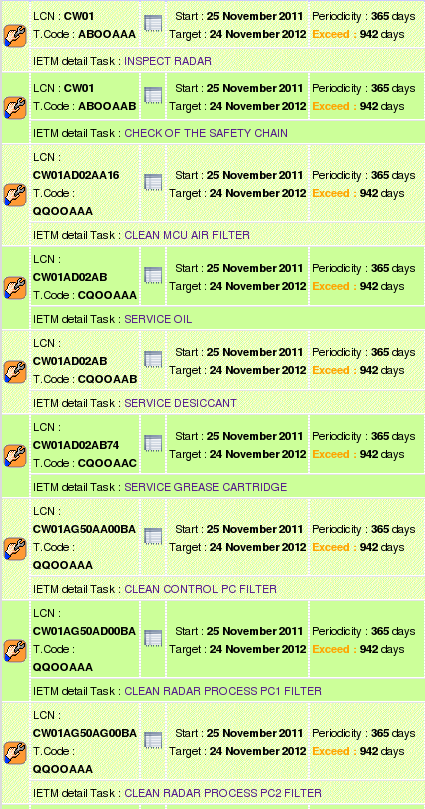 LCN : CW01
T.Code : ABOOAAA
Start : 25 November 2011 Periodicity : 365 days
Target : 24 November 2012 Exceed : 942 days
IETM detail Task : INSPECT RADAR
LCN : CW01
T.Code : ABOOAAB
Start : 25 November 2011 Periodicity : 365 days
Target : 24 November 2012 Exceed : 942 days
IETM detail Task : CHECK OF THE SAFETY CHAIN
LCN :
CW01AD02AA16
T.Code :
QQOOAAA
Start : 25 November 2011 Periodicity : 365 days
Target : 24 November 2012 Exceed : 942 days
IETM detail Task : CLEAN MCU AIR FILTER
LCN :
CW01AD02AB
T.Code : CQOOAAA
Start : 25 November 2011 Periodicity : 365 days
Target : 24 November 2012 Exceed : 942 days
IETM detail Task : SERVICE OIL
LCN :
CW01AD02AB
T.Code : CQOOAAB
Start : 25 November 2011 Periodicity : 365 days
Target : 24 November 2012 Exceed : 942 days
IETM detail Task : SERVICE DESICCANT
LCN :
CW01AD02AB74
T.Code : CQOOAAC
Start : 25 November 2011 Periodicity : 365 days
Target : 24 November 2012 Exceed : 942 days
IETM detail Task : SERVICE GREASE CARTRIDGE
LCN :
CW01AG50AA00BA
T.Code :
QQOOAAA
Start : 25 November 2011 Periodicity : 365 days
Target : 24 November 2012 Exceed : 942 days
IETM detail Task : CLEAN CONTROL PC FILTER
LCN :
CW01AG50AD00BA
T.Code :
QQOOAAA
Start : 25 November 2011 Periodicity : 365 days
Target : 24 November 2012 Exceed : 942 days
IETM detail Task : CLEAN RADAR PROCESS PC1 FILTER
LCN :
CW01AG50AG00BA
T.Code :
QQOOAAA
Start : 25 November 2011 Periodicity : 365 days
Target : 24 November 2012 Exceed : 942 days
IETM detail Task : CLEAN RADAR PROCESS PC2 FILTER